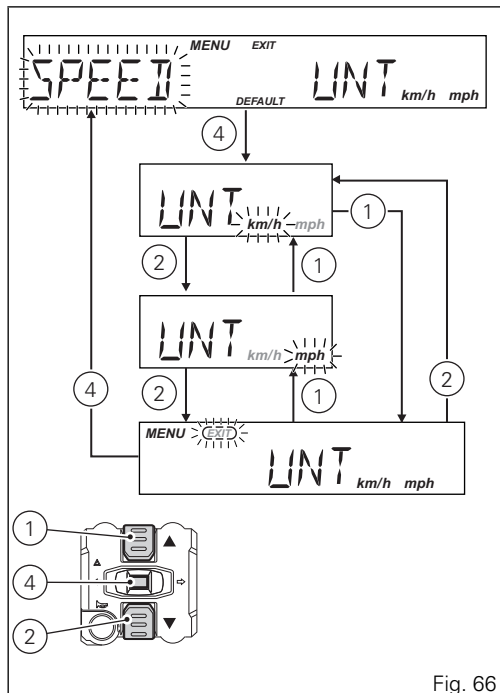 MENU EXIT
SPEED UNT km/h mph
DEFAULT
4
UNT km/h mph
1
2 1
UNT km/h mph
2 1 2
4
MENU EXIT
UNT km/h mph
1
4
2
Fig. 66